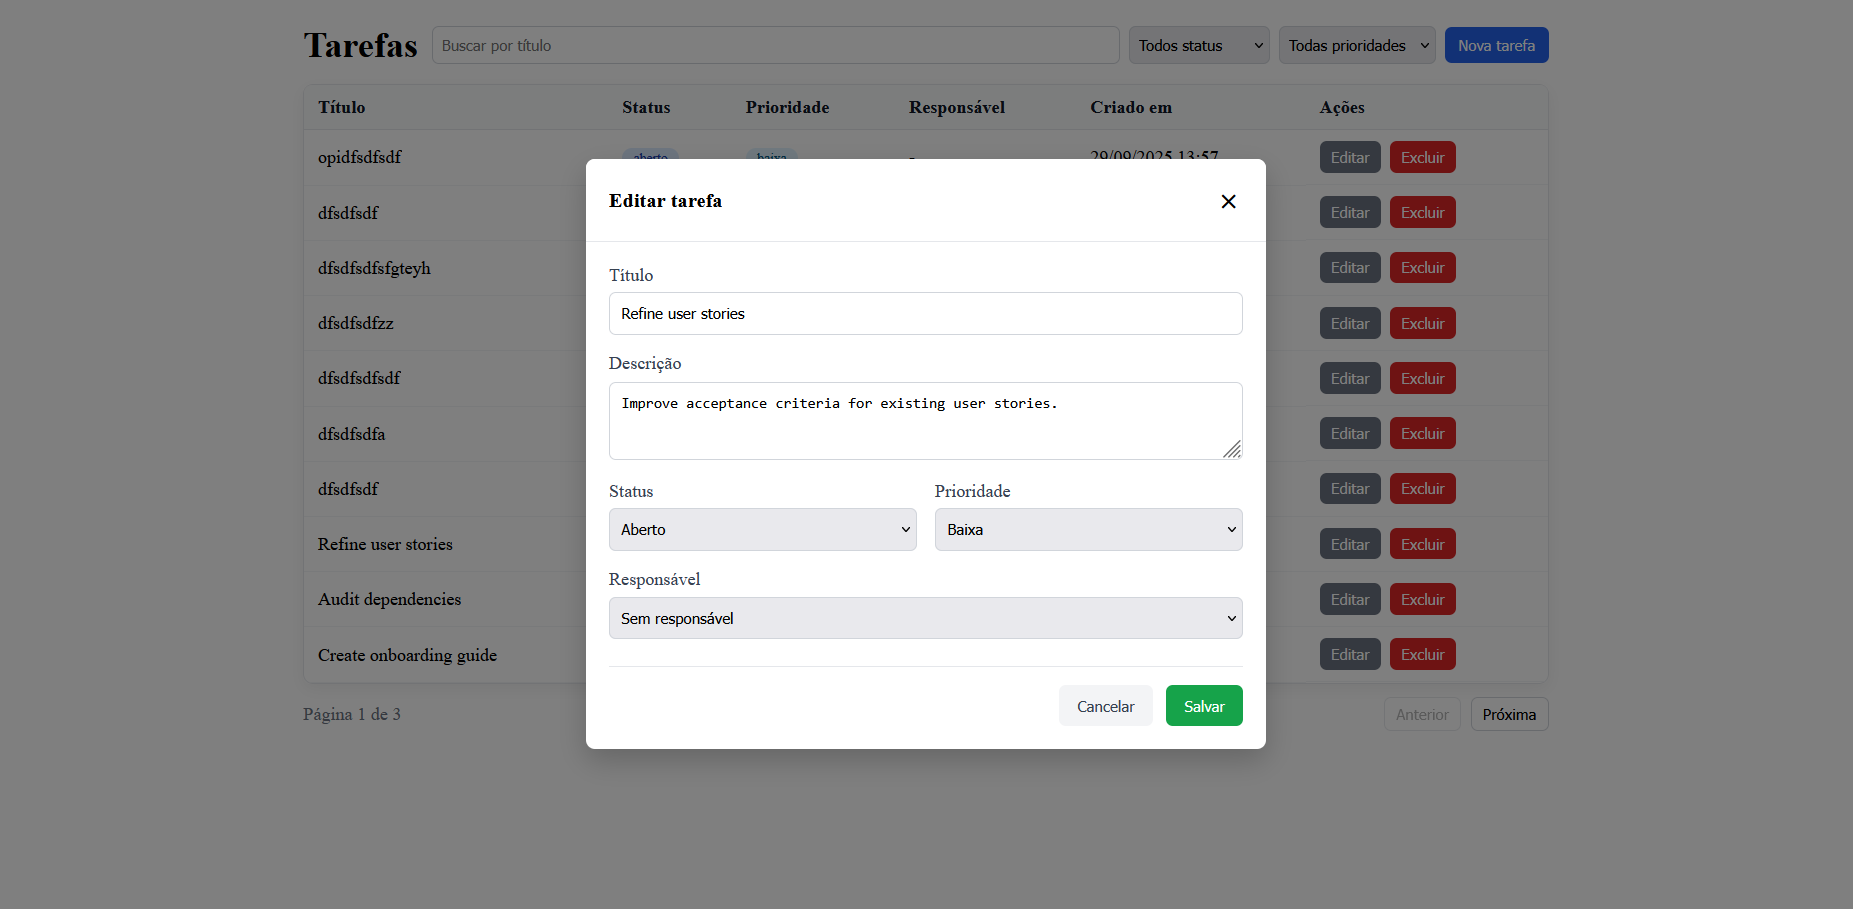 Tarefas Buscar por título Todos status Todas prioridades Nova tarefa
Título Status Prioridade Responsável Criado em Ações
opidfsdfsdf aberto baixa - 29/09/2025 13:57 Editar Excluir
dfsdfsdf Editar Excluir
dfsdfsdfsfgteyh Editar Excluir
dfsdfsdfzz Editar Excluir
dfsdfsdfsdf Editar Excluir
dfsdfsdfa Editar Excluir
dfsdfsdf Editar Excluir
Refine user stories Editar Excluir
Audit dependencies Editar Excluir
Create onboarding guide Editar Excluir
Página 1 de 3 Anterior Próxima
Editar tarefa
Título
Refine user stories
Descrição
Improve acceptance criteria for existing user stories.
Status Prioridade
Aberto Baixa
Responsável
Sem responsável
Cancelar Salvar